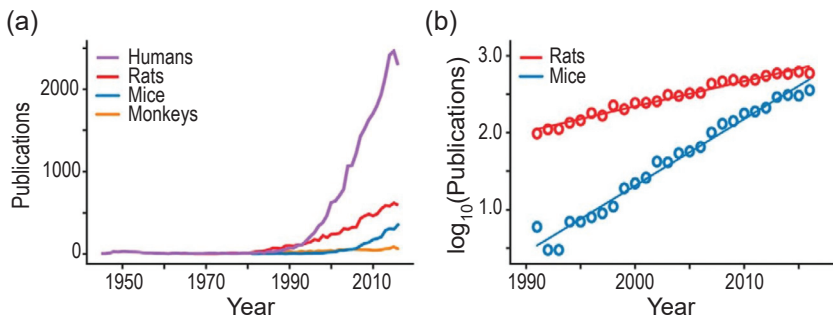 (a)
Humans
Rats
Mice
Monkeys
2000
1000
0
Publications
1950
1970
1990
2010
Year
(b)
Rats
Mice
3.0
2.0
1.0
log₁₀(Publications)
1990
2000
2010
Year